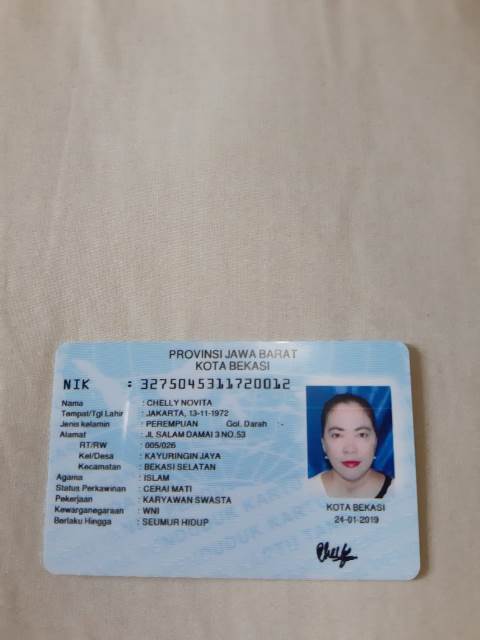 PROVINSI JAWA BARAT
KOTA BEKASI
NIK : 3275045311720012
Nama : CHELLY NOVITA
Tempat/Tgl Lahir : JAKARTA, 13-11-1972
Jenis kelamin : PEREMPUAN Gol. Darah :-
Alamat : JL SALAM DAMAI 3 NO.53
RT/RW : 005/026
Kel/Desa : KAYURINGIN JAYA
Kecamatan : BEKASI SELATAN
Agama : ISLAM
Status Perkawinan : CERAI MATI
Pekerjaan : KARYAWAN SWASTA
Kewarganegaraan : WNI
Berlaku Hingga : SEUMUR HIDUP
KOTA BEKASI
24-01-2019